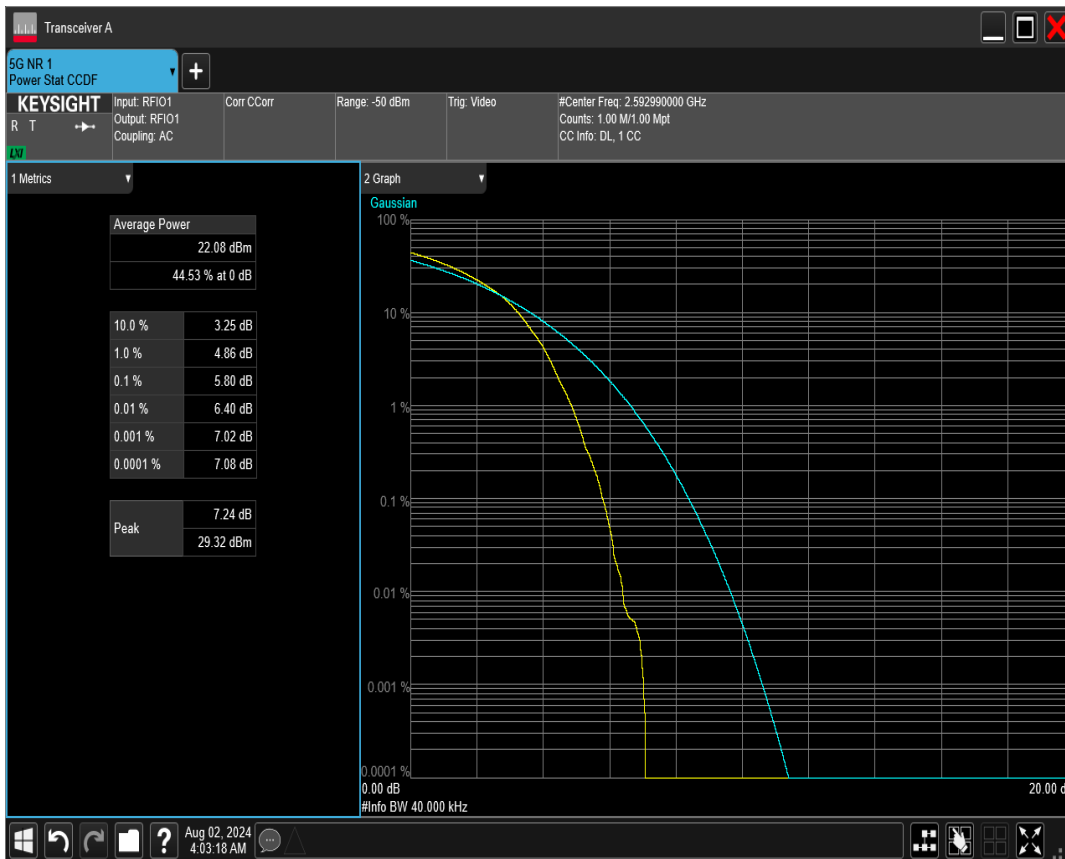 Transceiver A
5G NR 1
Power Stat CCDF
KEYSIGHT
R T
LXI
Input: RFIO1
Output: RFIO1
Coupling: AC
Corr CCorr
Range: -50 dBm
Trig: Video
#Center Freq: 2.592990000 GHz
Counts: 1.00 M/1.00 Mpt
CC Info: DL, 1 CC
1 Metrics
Average Power
22.08 dBm
44.53 % at 0 dB
10.0 % 3.25 dB
1.0 % 4.86 dB
0.1 % 5.80 dB
0.01 % 6.40 dB
0.001 % 7.02 dB
0.0001 % 7.08 dB
Peak
7.24 dB
29.32 dBm
2 Graph
Gaussian
100 %
10 %
1 %
0.1 %
0.01 %
0.001 %
0.0001 %
0.00 dB
20.00 d
#Info BW 40.000 kHz
?
Aug 02, 2024
4:03:18 AM